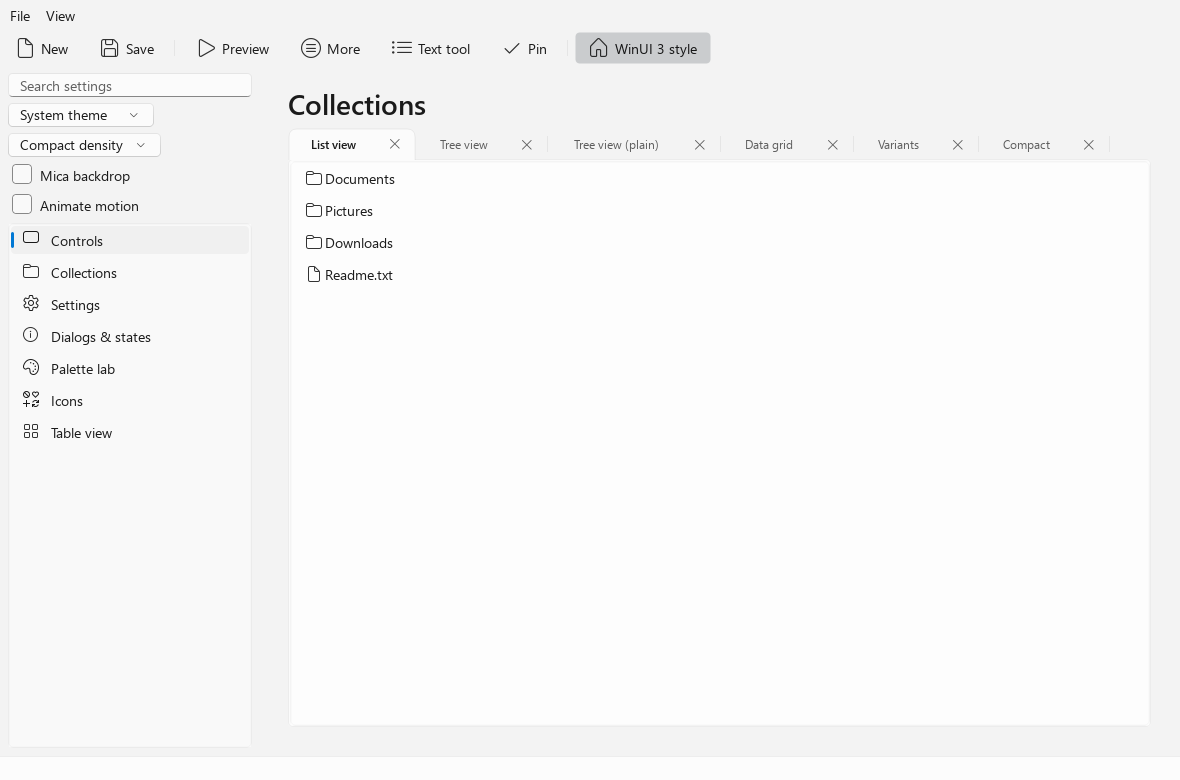 File View
New Save Preview More Text tool Pin WinUI 3 style
Search settings
System theme
Compact density
Mica backdrop
Animate motion
Controls
Collections
Settings
Dialogs & states
Palette lab
Icons
Table view
Collections
List view Tree view Tree view (plain) Data grid Variants Compact
Documents
Pictures
Downloads
Readme.txt